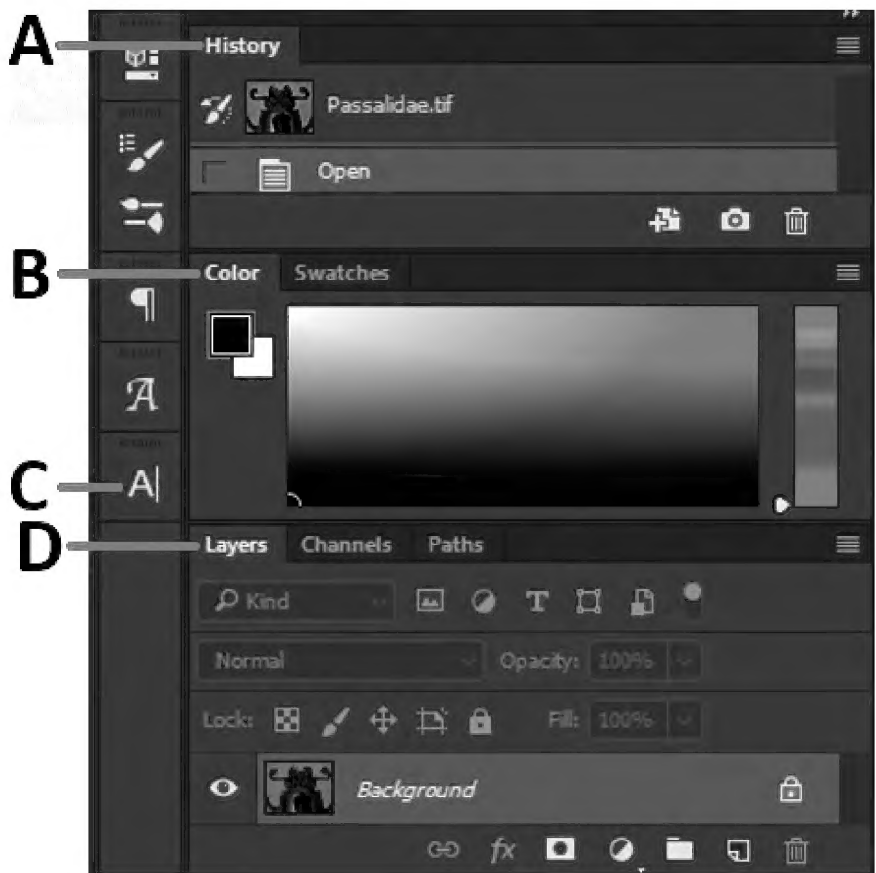 A
History
Passalidae.tif
Open
B
Color Swatches
¶
A
C
A|
D
Layers Channels Paths
Kind
T
Normal Opacity: 100%
Lock: Fill: 100%
Background
fx